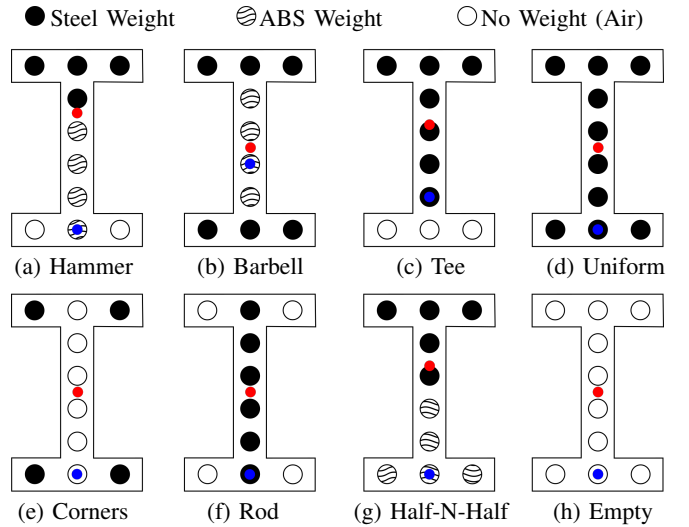 Steel Weight ABS Weight No Weight (Air)
(a) Hammer (b) Barbell (c) Tee (d) Uniform
(e) Corners (f) Rod (g) Half-N-Half (h) Empty